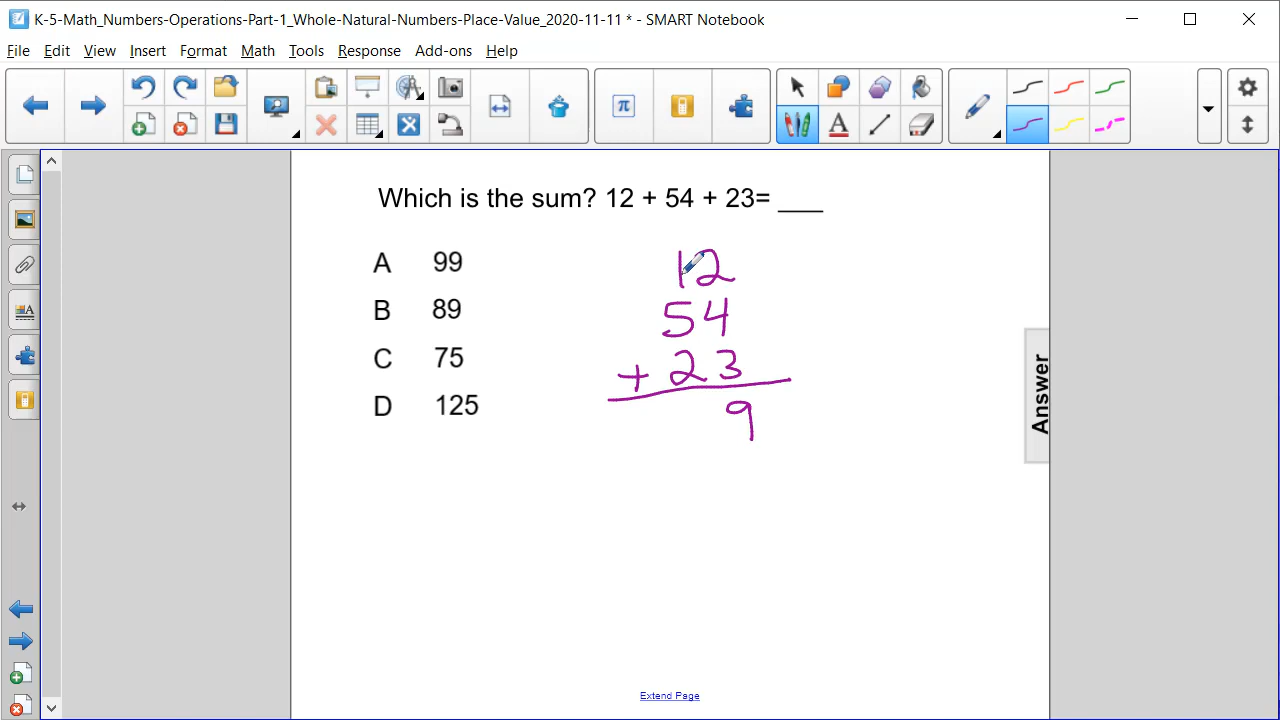 K-5-Math_Numbers-Operations-Part-1_Whole-Natural-Numbers-Place-Value_2020-11-11 * - SMART Notebook
File Edit View Insert Format Math Tools Response Add-ons Help
π
A
Which is the sum? 12 + 54 + 23= ___
A 99
B 89
C 75
D 125
12
54
+ 23
9
Answer
Extend Page